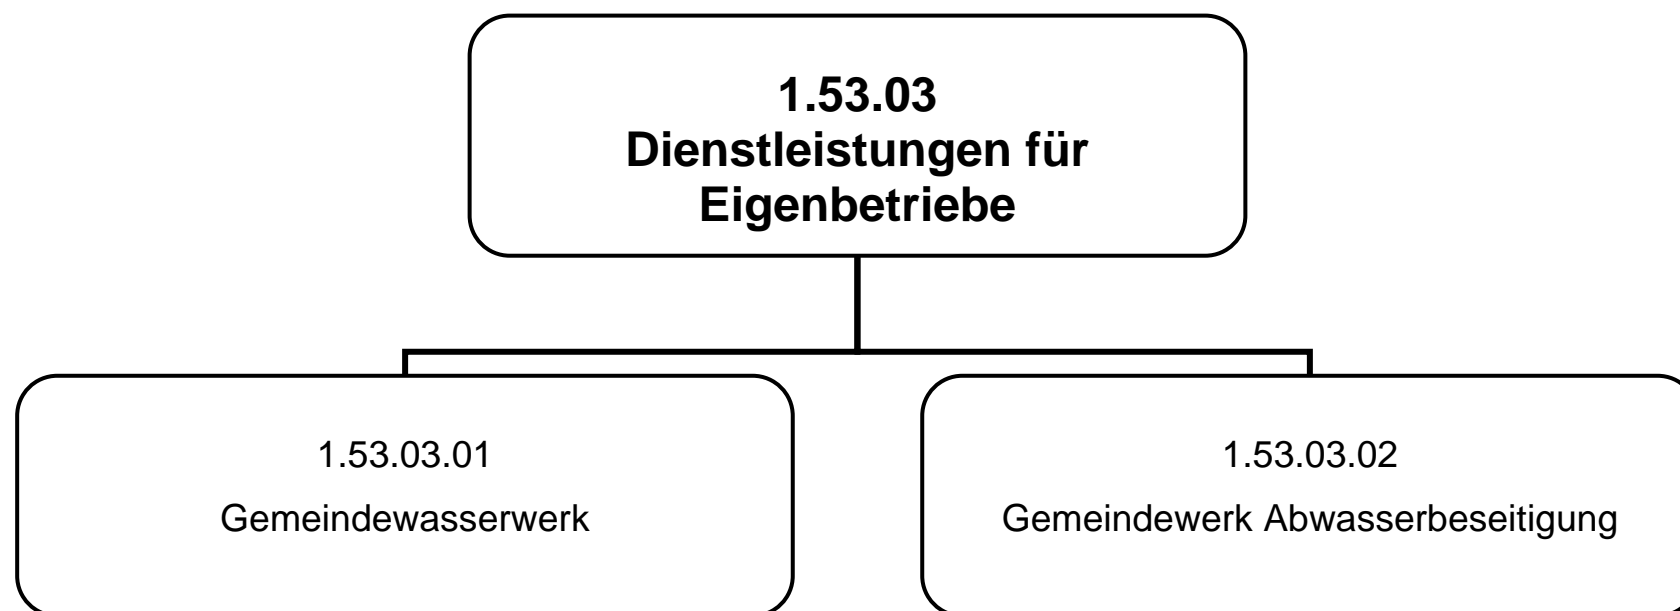 1.53.03
Dienstleistungen für
Eigenbetriebe
1.53.03.01
Gemeindewasserwerk
1.53.03.02
Gemeindewerk Abwasserbeseitigung